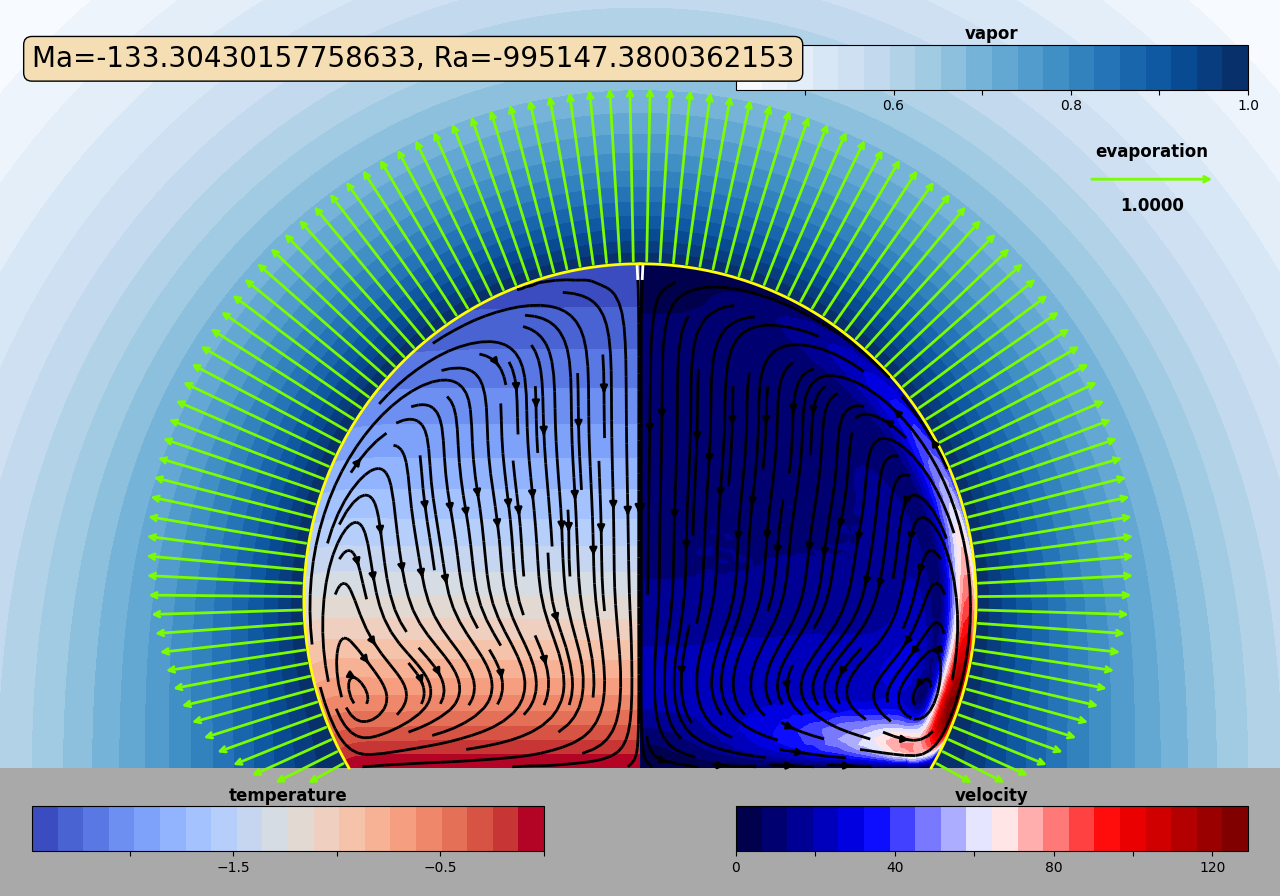 vapor
Ma=-133.30430157758633, Ra=-995147.3800362153
0.6 0.8 1.0
evaporation
1.0000
temperature
−1.5 −0.5
velocity
0 40 80 120